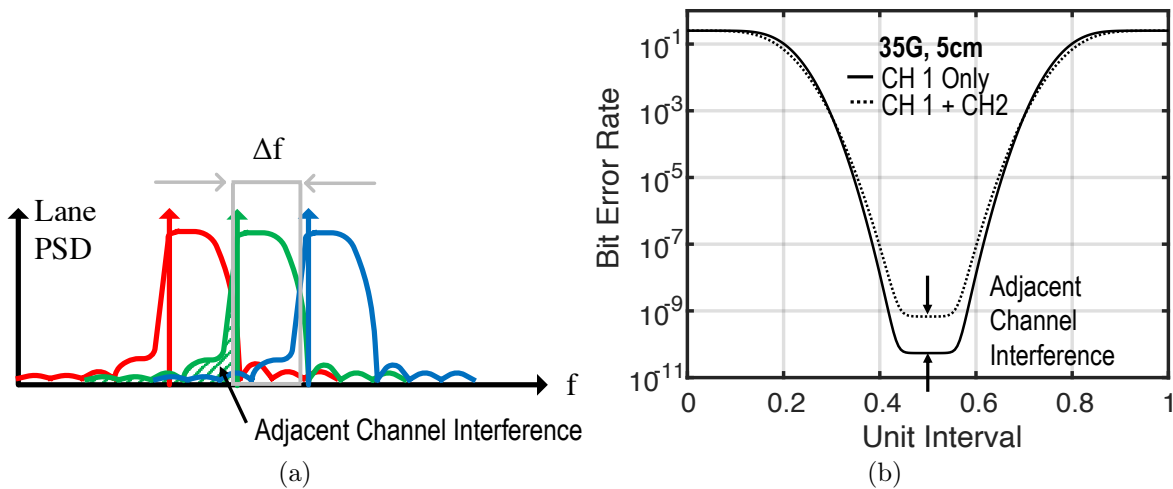 Lane
PSD
Δf
f
Adjacent Channel Interference
(a)
Bit Error Rate
10^-1
10^-3
10^-5
10^-7
10^-9
10^-11
35G, 5cm
CH 1 Only
CH 1 + CH2
Adjacent
Channel
Interference
0
0.2
0.4
0.6
0.8
1
Unit Interval
(b)